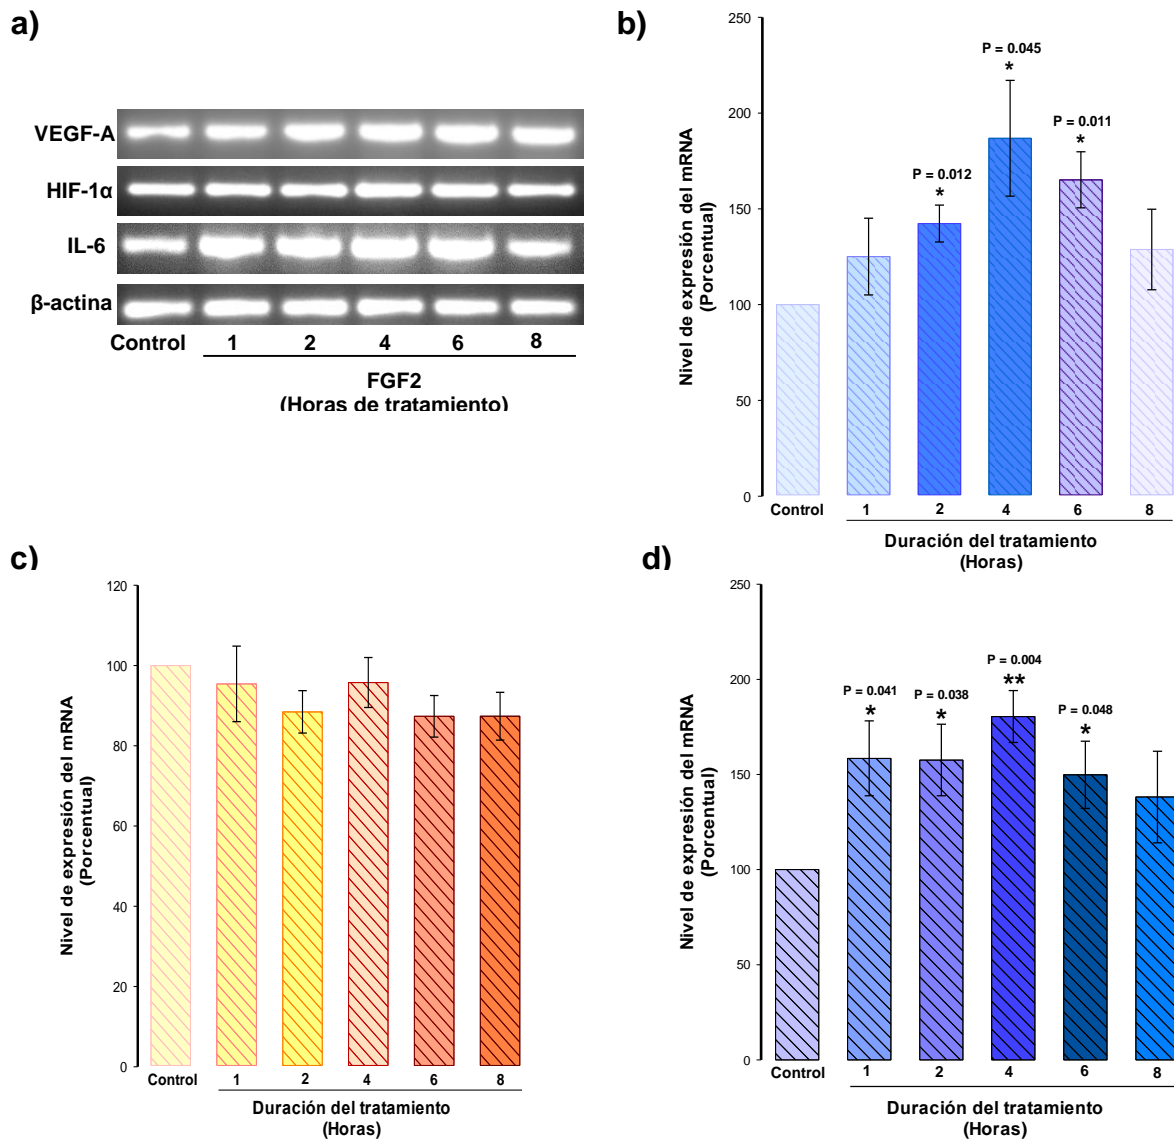 a)
VEGF-A
HIF-1α
IL-6
β-actina
Control 1 2 4 6 8
FGF2
(Horas de tratamiento)
b)
Nivel de expresión del mRNA
(Porcentual)
250
200
150
100
50
0
P = 0.012
*
P = 0.045
*
P = 0.011
*
Control 1 2 4 6 8
Duración del tratamiento
(Horas)
c)
Nivel de expresión del mRNA
(Porcentual)
120
100
80
60
40
20
0
Control 1 2 4 6 8
Duración del tratamiento
(Horas)
d)
Nivel de expresión del mRNA
(Porcentual)
250
200
150
100
50
0
P = 0.041
*
P = 0.038
*
P = 0.004
**
P = 0.048
*
Control 1 2 4 6 8
Duración del tratamiento
(Horas)